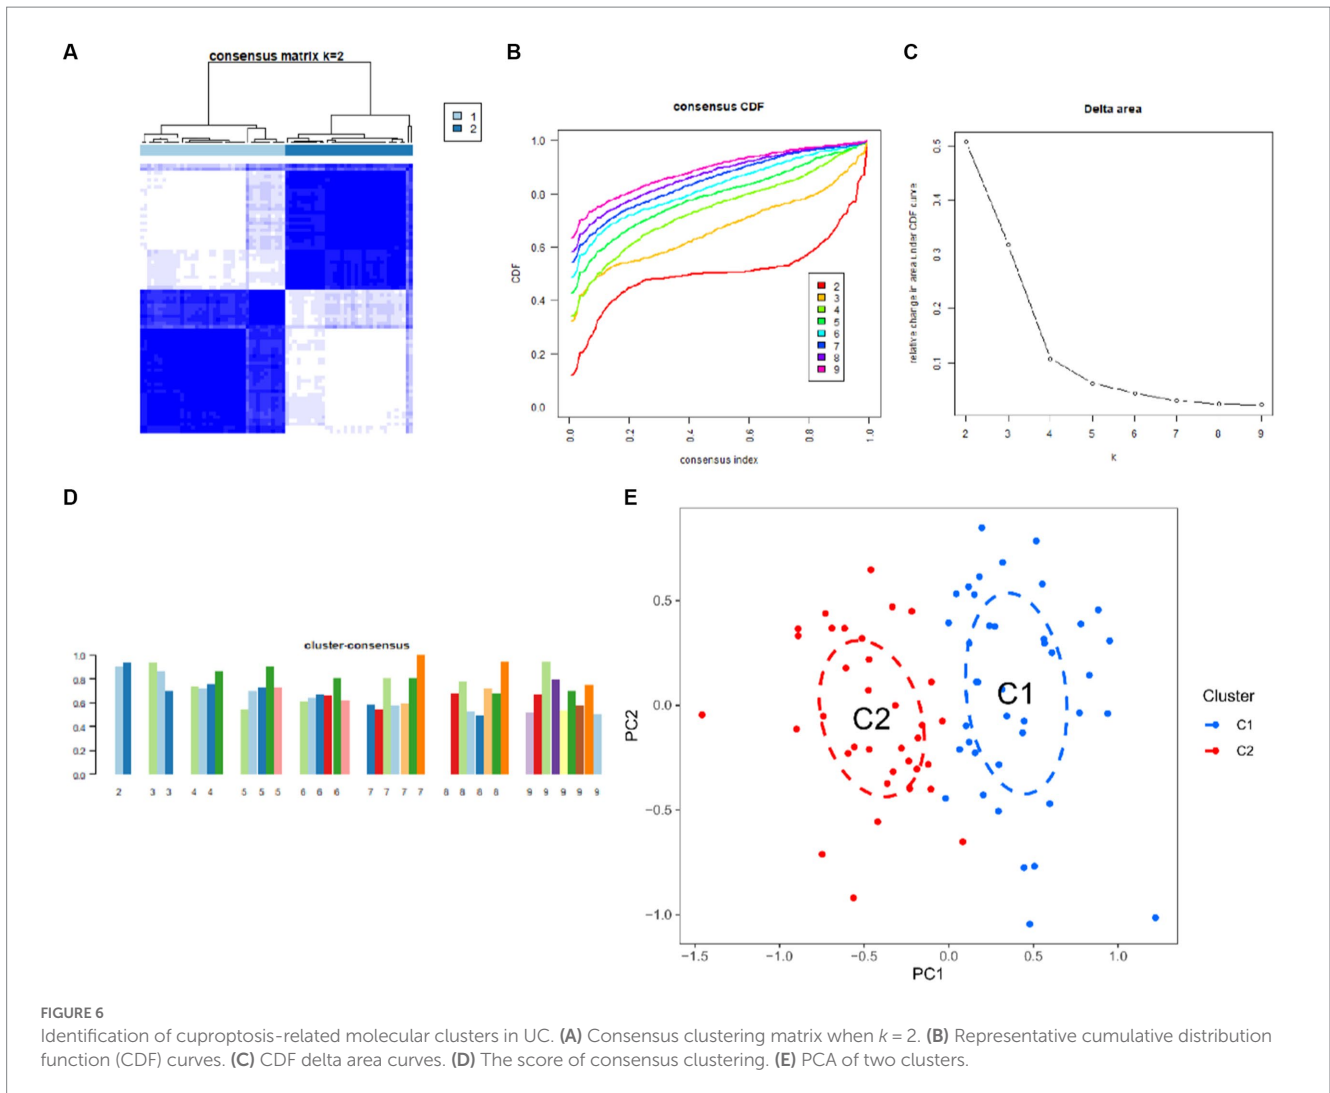 A
consensus matrix k=2
1
2
B
consensus CDF
CDF
1.0
0.8
0.6
0.4
0.2
0.0
0.0
0.2
0.4
0.6
0.8
1.0
consensus index
2
3
4
5
6
7
8
9
C
Delta area
relative change in area under CDF curve
0.5
0.4
0.3
0.2
0.1
2 3 4 5 6 7 8 9
k
D
cluster-consensus
1.0
0.8
0.6
0.4
0.2
0.0
2 3 3 4 4 5 5 5 6 6 6 7 7 7 7 8 8 8 8 9 9 9 9 9
E
PC2
0.5
0.0
−0.5
−1.0
−1.5 −1.0 −0.5 0.0 0.5 1.0
PC1
C2
C1
Cluster
C1
C2
FIGURE 6
Identification of cuproptosis-related molecular clusters in UC. (A) Consensus clustering matrix when k = 2. (B) Representative cumulative distribution
function (CDF) curves. (C) CDF delta area curves. (D) The score of consensus clustering. (E) PCA of two clusters.